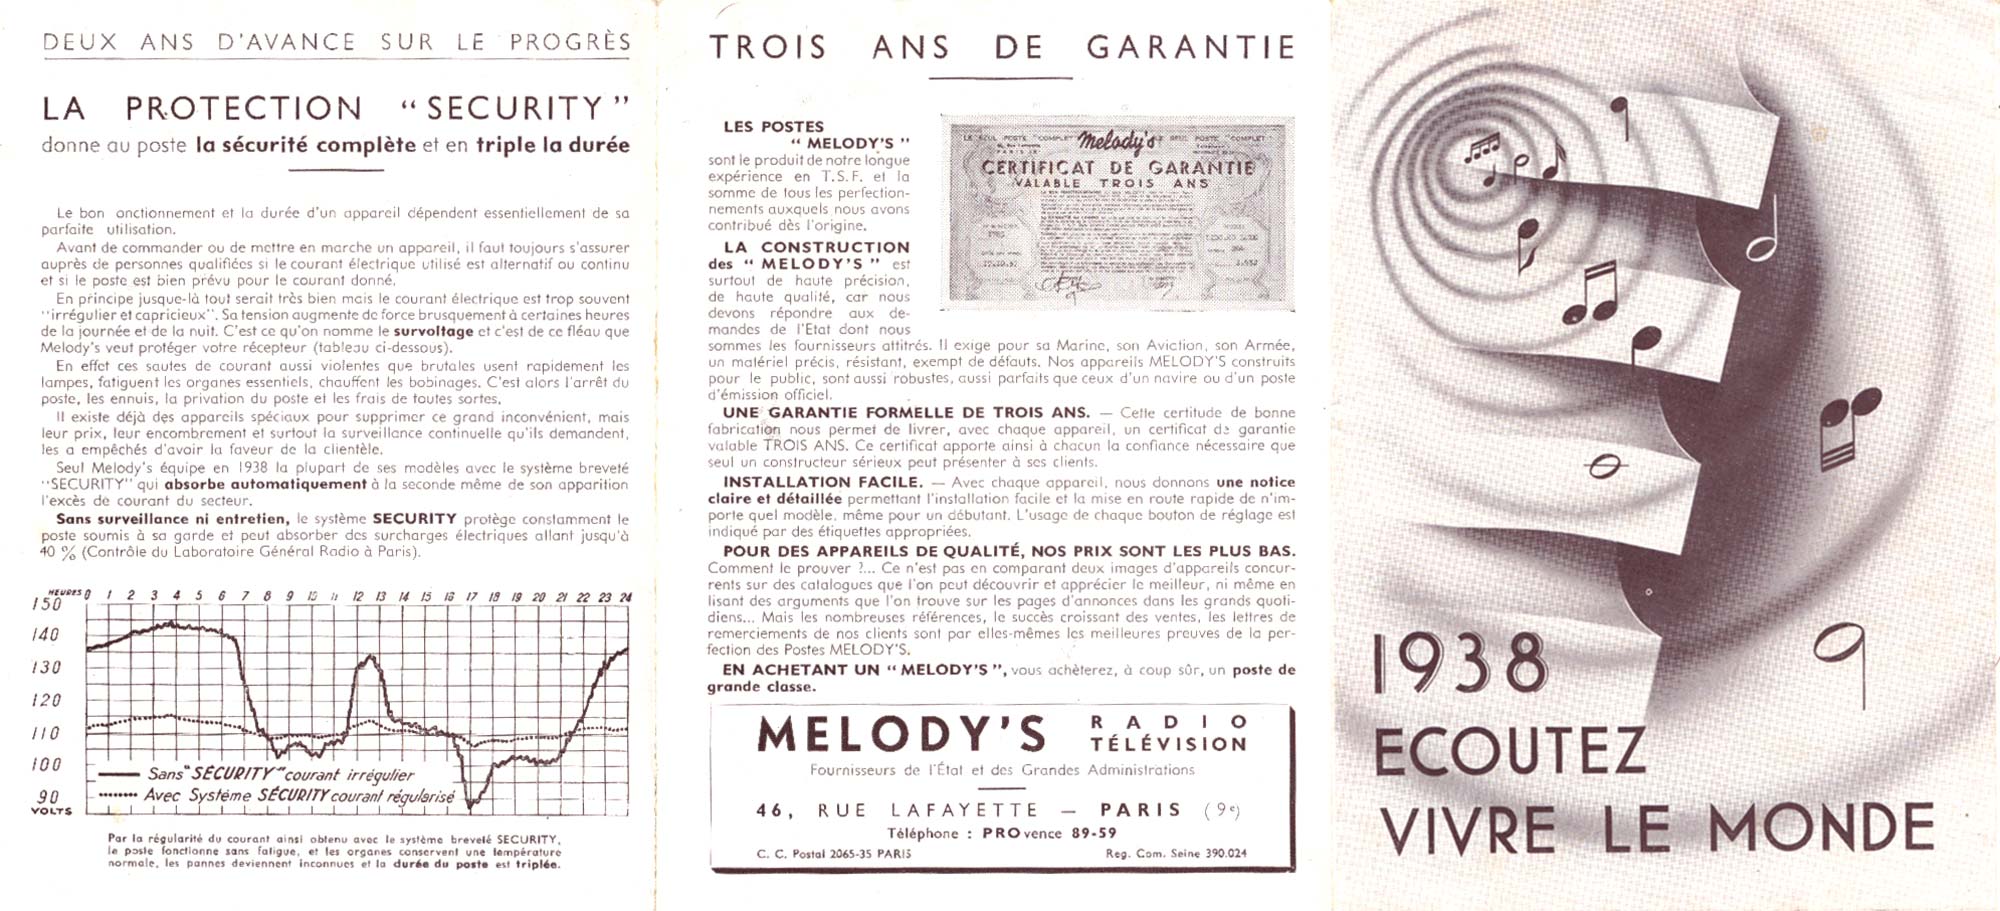 DEUX ANS D'AVANCE SUR LE PROGRÈS
LA PROTECTION “SECURITY”
donne au poste la sécurité complète et en triple la durée
Le bon onctionnement et la durée d'un appareil dépendent essentiellement de sa
parfaite utilisation.
Avant de commander ou de mettre en marche un appareil, il faut toujours s'assurer
auprès de personnes qualifiées si le courant électrique utilisé est alternatif ou continu
et si le poste est bien prévu pour le courant donné.
En principe jusque-là tout serait très bien mais le courant électrique est trop souvent
“irrégulier et capricieux”. Sa tension augmente de force brusquement à certaines heures
de la journée et de la nuit. C'est ce qu'on nomme le survoltage et c'est de ce fléau que
Melody's veut protéger votre récepteur (tableau ci-dessous).
En effet ces sautes de courant aussi violentes que brutales usent rapidement les
lampes, fatiguent les organes essentiels, chauffent les bobinages. C'est alors l'arrêt du
poste, les ennuis, la privation du poste et les frais de toutes sortes.
Il existe déjà des appareils spéciaux pour supprimer ce grand inconvénient, mais
leur prix, leur encombrement et surtout la surveillance continuelle qu'ils demandent,
les a empêchés d'avoir la faveur de la clientèle.
Seul Melody's équipe en 1938 la plupart de ses modèles avec le système breveté
“SECURITY” qui absorbe automatiquement à la seconde même de son apparition
l'excès de courant du secteur.
Sans surveillance ni entretien, le système SECURITY protège constamment le
poste soumis à sa garde et peut absorber des surcharges électriques allant jusqu'à
40 % (Contrôle du Laboratoire Général Radio à Paris).
HEURES 0 1 2 3 4 5 6 7 8 9 10 11 12 13 14 15 16 17 18 19 20 21 22 23 24
150
140
130
120
110
100
90
VOLTS
Sans “SÉCURITY” courant irrégulier
Avec Système SÉCURITY courant régularisé
Par la régularité du courant ainsi obtenu avec le système breveté SECURITY,
le poste fonctionne sans fatigue, et les organes conservent une température
normale, les pannes deviennent inconnues et la durée du poste est triplée.
TROIS ANS DE GARANTIE
LES POSTES
“ MELODY'S ”
sont le produit de notre longue
expérience en T.S.F. et la
somme de tous les perfection-
nements auxquels nous avons
contribué dès l'origine.
LA CONSTRUCTION
des “ MELODY'S ” est
surtout de haute précision,
de haute qualité, car nous
devons répondre aux de-
mandes de l'Etat dont nous
sommes les fournisseurs attitrés. Il exige pour sa Marine, son Aviction, son Armée,
un matériel précis, résistant, exempt de défauts. Nos appareils MELODY'S construits
pour le public, sont aussi robustes, aussi parfaits que ceux d'un navire ou d'un poste
d'émission officiel.
Melody's
CERTIFICAT DE GARANTIE
VALABLE TROIS ANS
UNE GARANTIE FORMELLE DE TROIS ANS. — Cette certitude de bonne
fabrication nous permet de livrer, avec chaque appareil, un certificat de garantie
valable TROIS ANS. Ce certificat apporte ainsi à chacun la confiance nécessaire que
seul un constructeur sérieux peut présenter à ses clients.
INSTALLATION FACILE. — Avec chaque appareil, nous donnons une notice
claire et détaillée permettant l'installation facile et la mise en route rapide de n'im-
porte quel modèle, même pour un débutant. L'usage de chaque bouton de réglage est
indiqué par des étiquettes appropriées.
POUR DES APPAREILS DE QUALITÉ, NOS PRIX SONT LES PLUS BAS.
Comment le prouver ?... Ce n'est pas en comparant deux images d'appareils concur-
rents sur des catalogues que l'on peut découvrir et apprécier le meilleur, ni même en
lisant des arguments que l'on trouve sur les pages d'annonces dans les grands quoti-
diens... Mais les nombreuses références, le succès croissant des ventes, les lettres de
remerciements de nos clients sont par elles-mêmes les meilleures preuves de la per-
fection des Postes MELODY'S.
EN ACHETANT UN “ MELODY'S ”, vous achèterez, à coup sûr, un poste de
grande classe.
MELODY'S RADIO
TÉLÉVISION
Fournisseurs de l'État et des Grandes Administrations
46, RUE LAFAYETTE — PARIS (9e)
Téléphone : PROvence 89-59
C. C. Postal 2065-35 PARIS Reg. Com. Seine 390.024
1938
ECOUTEZ
VIVRE LE MONDE